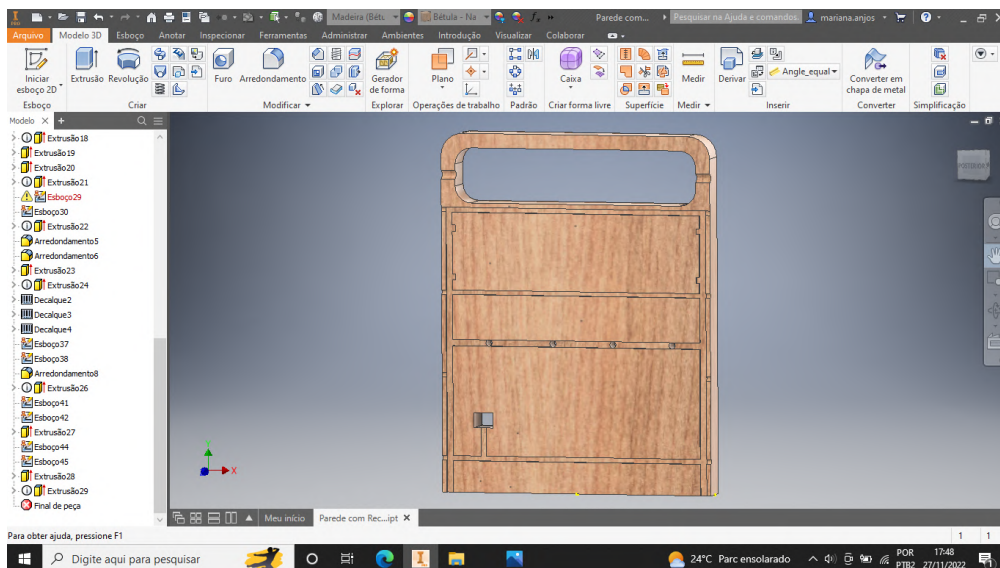 Madeira (Bétu
Bétula - Na
Parede com...
Pesquisar na Ajuda e comandos.
mariana.anjos
Arquivo Modelo 3D Esboço Anotar Inspecionar Ferramentas Administrar Ambientes Introdução Visualizar Colaborar
Iniciar esboço 2D
Extrusão Revolução
Furo Arredondamento
Gerador de forma
Plano
Caixa
Medir
Derivar
Angle_equal
Converter em chapa de metal
Esboço Criar Modificar Explorar Operações de trabalho Padrão Criar forma livre Superfície Medir Inserir Converter Simplificação
Modelo
Extrusão18
Extrusão19
Extrusão20
Extrusão21
Esboço29
Esboço30
Extrusão22
Arredondamento5
Arredondamento6
Extrusão23
Extrusão24
Decalque2
Decalque3
Decalque4
Esboço37
Esboço38
Arredondamento8
Extrusão26
Esboço41
Esboço42
Extrusão27
Esboço44
Esboço45
Extrusão28
Extrusão29
Final de peça
Y
X
Meu início Parede com Rec...ipt
Para obter ajuda, pressione F1
1 1
Digite aqui para pesquisar
24°C Parc ensolarado
POR
PTB2
17:48
27/11/2022